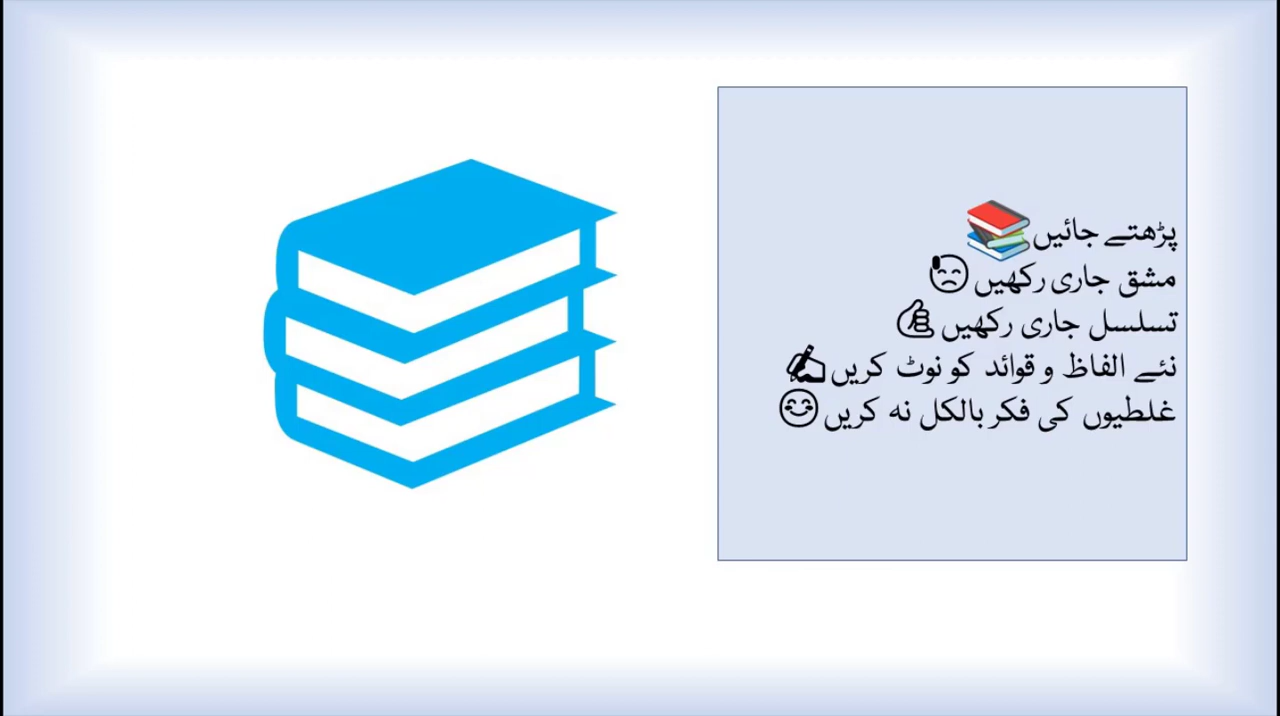 پڑھتے جائیں📚
مشق جاری رکھیں😓
تسلسل جاری رکھیں👍
نئے الفاظ و قوائد کو نوٹ کریں✍
غلطیوں کی فکر بالکل نہ کریں😊